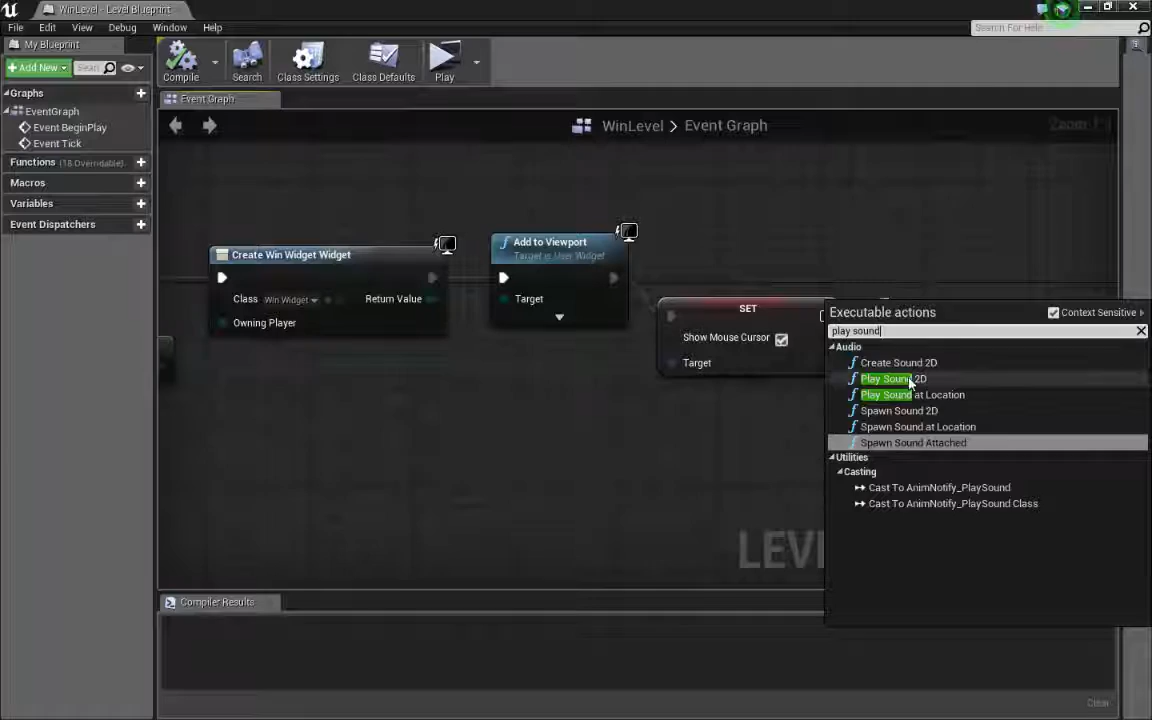 WinLevel - Level Blueprint
File Edit View Debug Window Help
Search For Help
My Blueprint
+Add New Sear
Compile Search Class Settings Class Defaults Play
Graphs
EventGraph
Event BeginPlay
Event Tick
Functions (18 Overridable)
Macros
Variables
Event Dispatchers
Event Graph
WinLevel > Event Graph
Create Win Widget Widget
Class Win Widget Return Value
Owning Player
Add to Viewport
Target is User Widget
Target
SET
Show Mouse Cursor
Target
Executable actions Context Sensitive
play sound
Audio
Create Sound 2D
Play Sound 2D
Play Sound at Location
Spawn Sound 2D
Spawn Sound at Location
Spawn Sound Attached
Utilities
Casting
Cast To AnimNotify_PlaySound
Cast To AnimNotify_PlaySound Class
LEV
Compiler Results
Clear